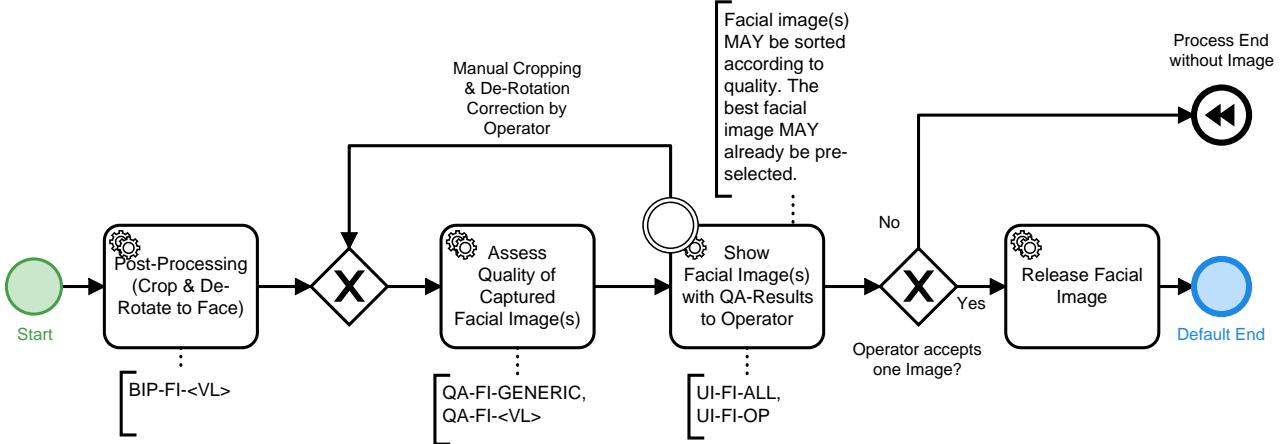 Facial image(s)
MAY be sorted
according to
quality. The
best facial
image MAY
already be pre-
selected.
Process End
without Image
Manual Cropping
& De-Rotation
Correction by
Operator
No
Post-Processing
(Crop & De-
Rotate to Face)
X
Assess
Quality of
Captured
Facial Image(s)
Show
Facial Image(s)
with QA-Results
to Operator
X
Yes
Release Facial
Image
Start
Default End
Operator accepts
one Image?
BIP-FI-<VL>
QA-FI-GENERIC,
QA-FI-<VL>
UI-FI-ALL,
UI-FI-OP